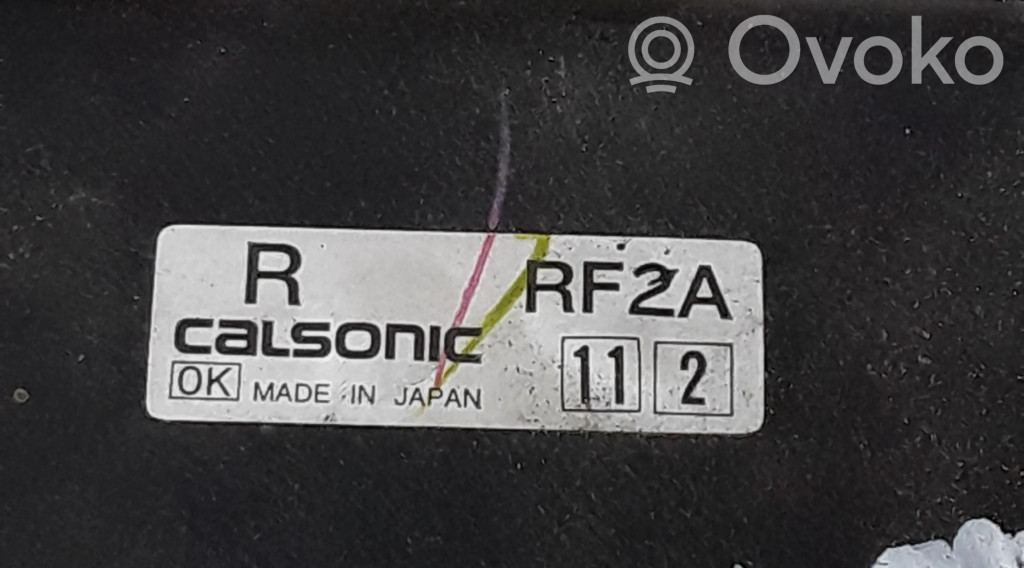 Ovoko
R RF2A
CALSONIC
OK MADE IN JAPAN 11 2